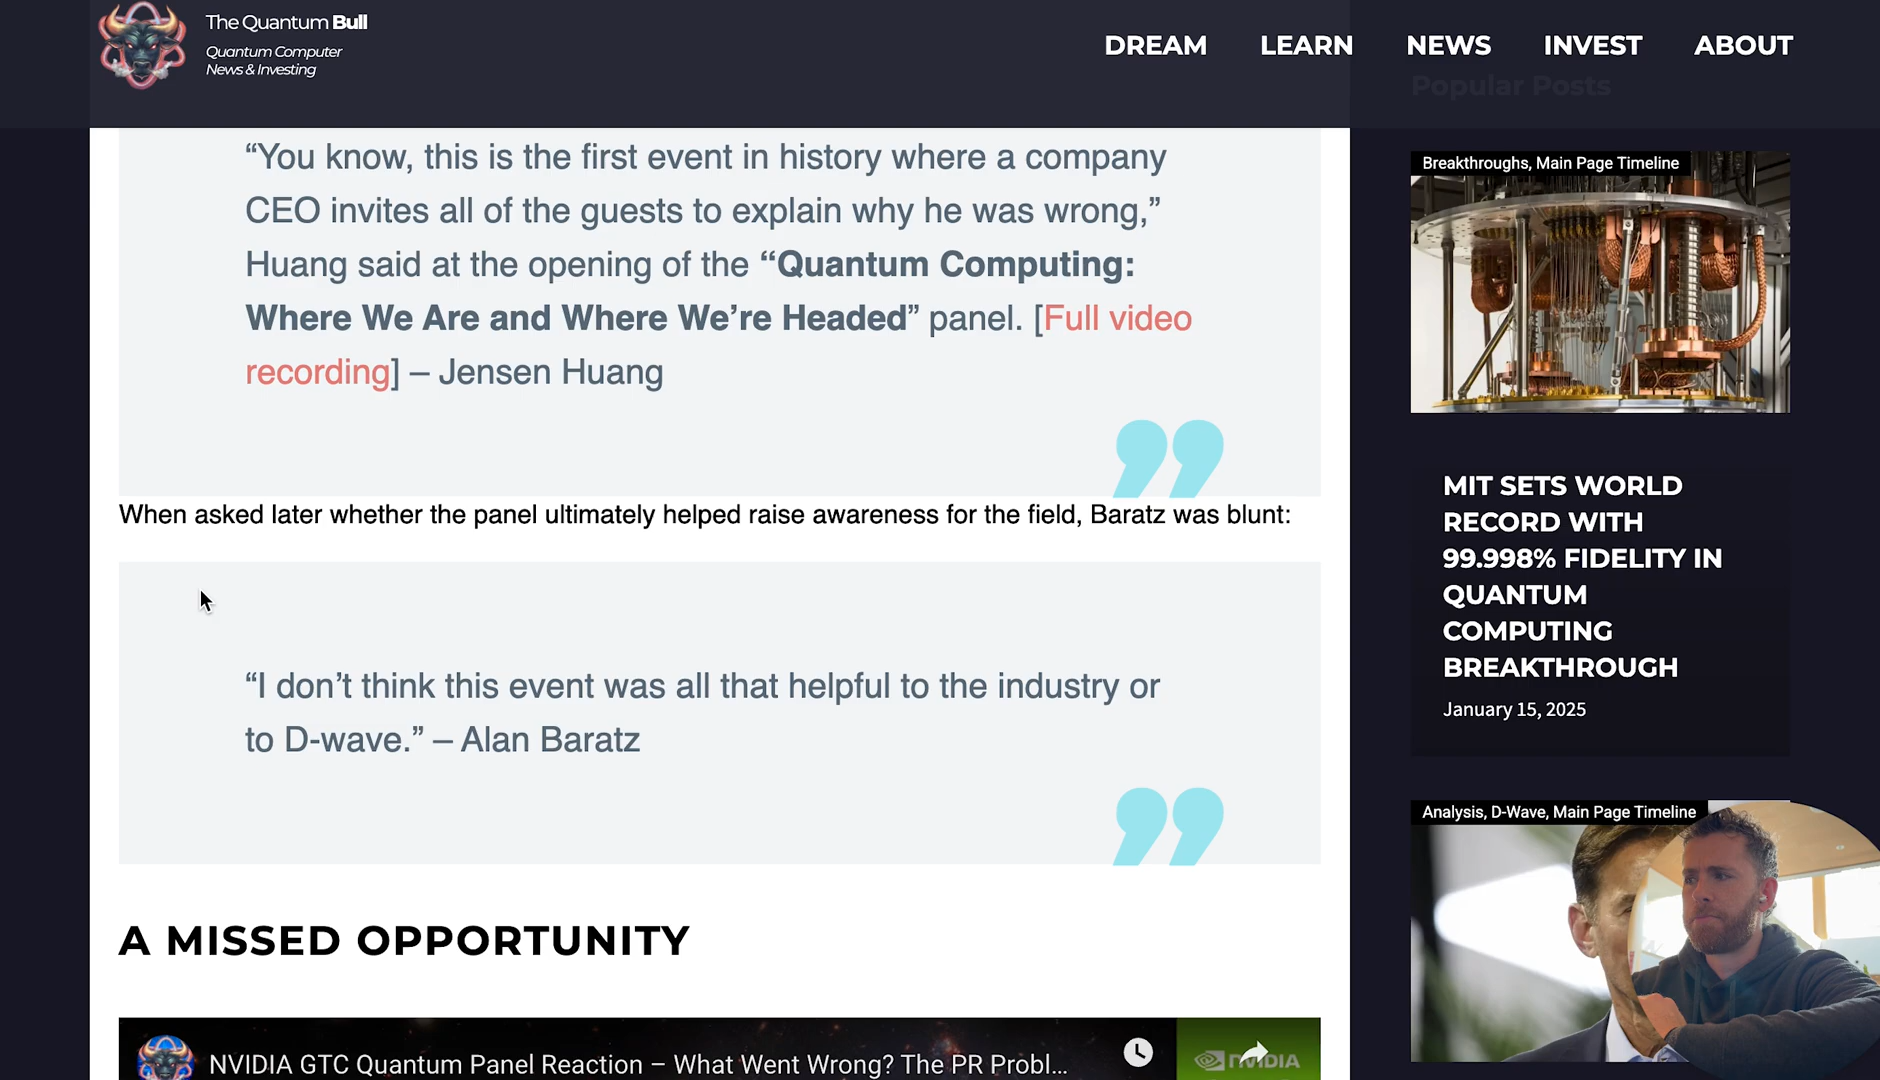 The Quantum Bull
Quantum Computer
News & Investing
DREAM
LEARN
NEWS
INVEST
ABOUT
“You know, this is the first event in history where a company
CEO invites all of the guests to explain why he was wrong,”
Huang said at the opening of the “Quantum Computing:
Where We Are and Where We’re Headed” panel. [Full video
recording] – Jensen Huang
”
When asked later whether the panel ultimately helped raise awareness for the field, Baratz was blunt:
“I don’t think this event was all that helpful to the industry or
to D-wave.” – Alan Baratz
”
A MISSED OPPORTUNITY
NVIDIA GTC Quantum Panel Reaction – What Went Wrong? The PR Probl...
NVIDIA
Popular Posts
Breakthroughs, Main Page Timeline
MIT SETS WORLD
RECORD WITH
99.998% FIDELITY IN
QUANTUM
COMPUTING
BREAKTHROUGH
January 15, 2025
Analysis, D-Wave, Main Page Timeline